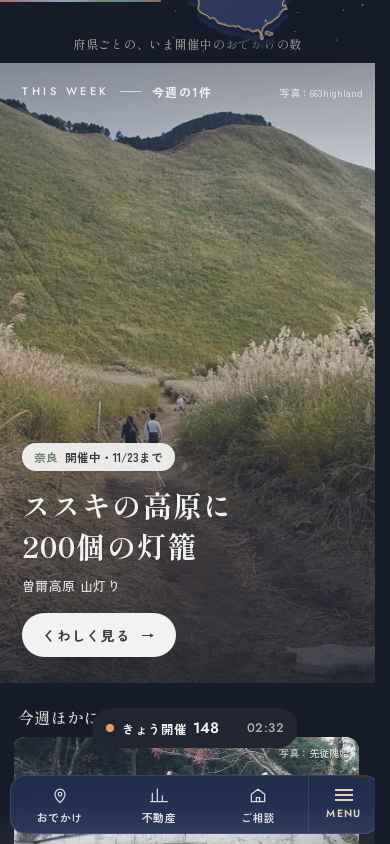 府県ごとの、いま開催中のおでかけの数
THIS WEEK 今週の1件
写真：663highland
奈良 開催中・11/23まで
ススキの高原に
200個の灯籠
曽爾高原 山灯り
くわしく見る →
今週ほかに
きょう開催 148 02:32
写真：先従隗始
おでかけ
不動産
ご相談
MENU